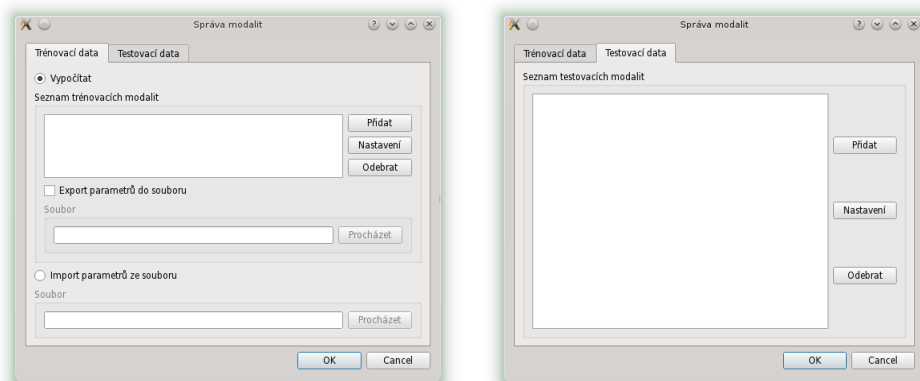 Správa modalit
Trénovací data
Testovací data
Vypočítat
Seznam trénovacích modalit
Přidat
Nastavení
Odebrat
Export parametrů do souboru
Soubor
Procházet
Import parametrů ze souboru
Soubor
Procházet
OK
Cancel
Správa modalit
Trénovací data
Testovací data
Seznam testovacích modalit
Přidat
Nastavení
Odebrat
OK
Cancel